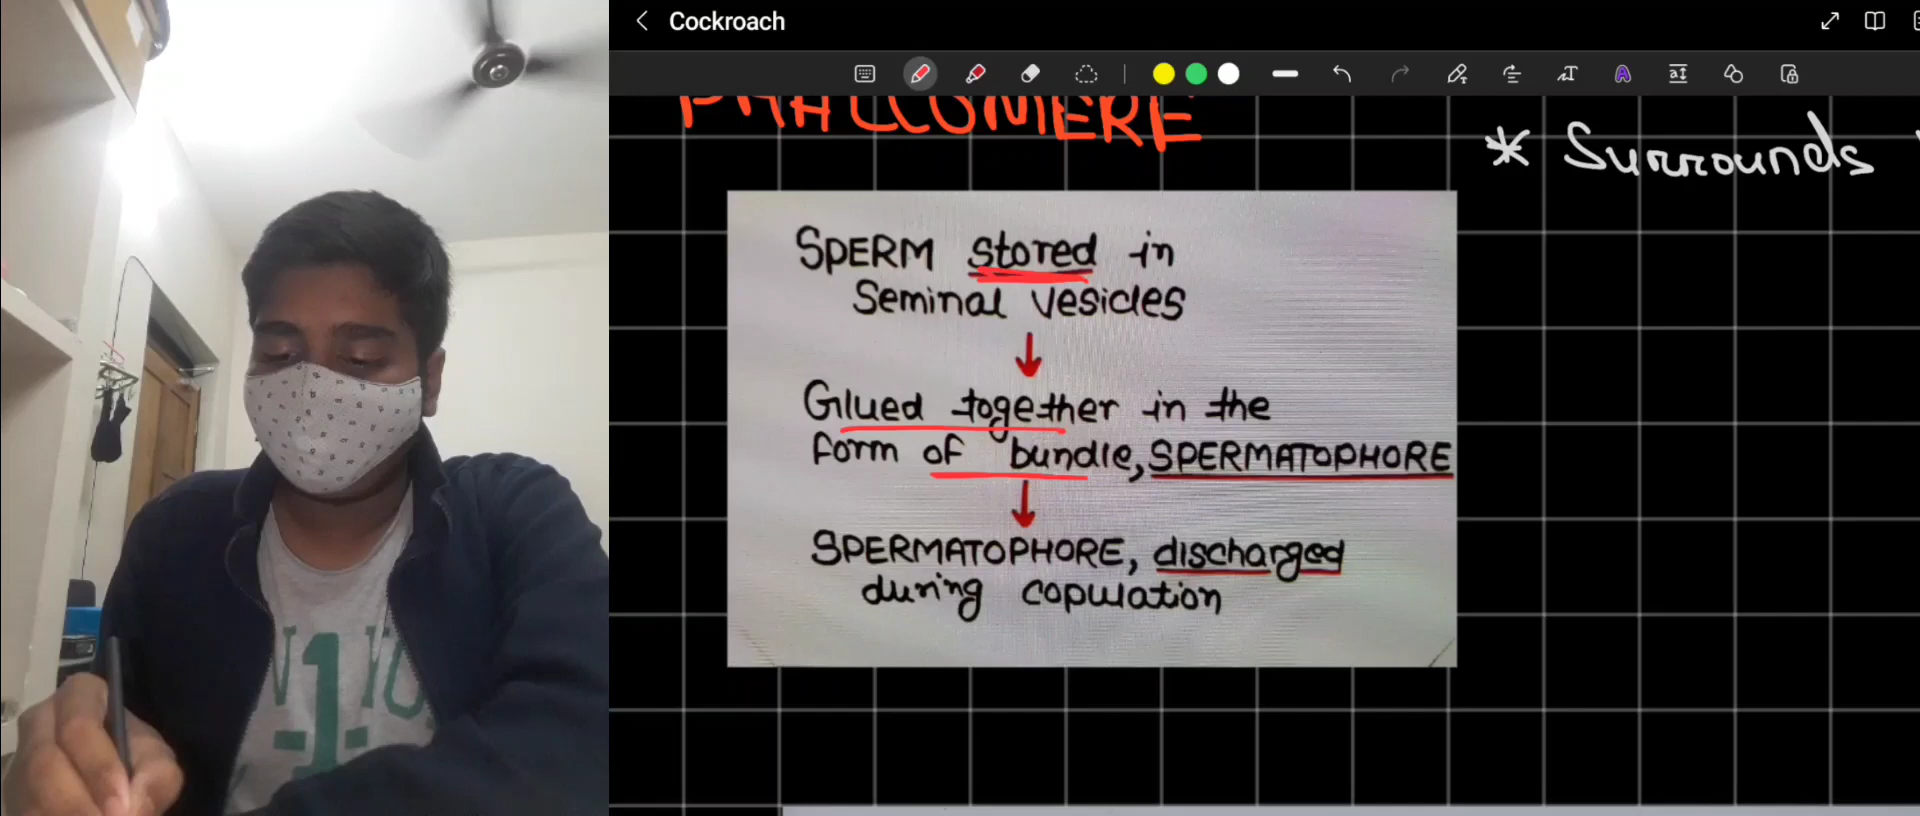 Cockroach
PHALLOMERE
* Surrounds
SPERM stored in
Seminal vesicles
Glued together in the
form of bundle, SPERMATOPHORE
SPERMATOPHORE, discharged
during copulation
1